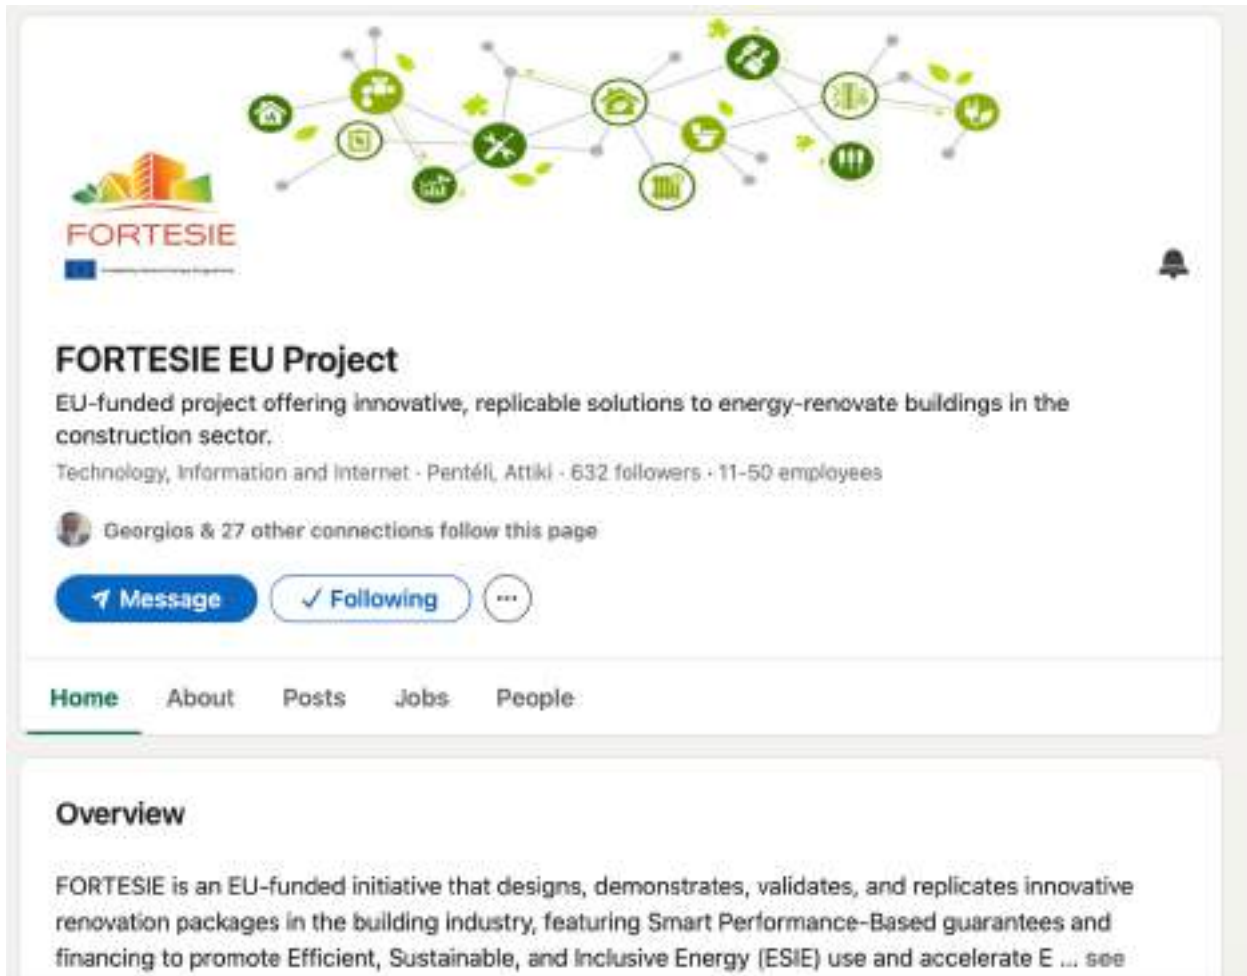 FORTESIE
FORTESIE EU Project
EU-funded project offering innovative, replicable solutions to energy-renovate buildings in the
construction sector.
Technology, Information and Internet · Pentéli, Attiki · 632 followers · 11-50 employees
Georgios & 27 other connections follow this page
Message
Following
Home About Posts Jobs People
Overview
FORTESIE is an EU-funded initiative that designs, demonstrates, validates, and replicates innovative
renovation packages in the building industry, featuring Smart Performance-Based guarantees and
financing to promote Efficient, Sustainable, and Inclusive Energy (ESIE) use and accelerate E ... see